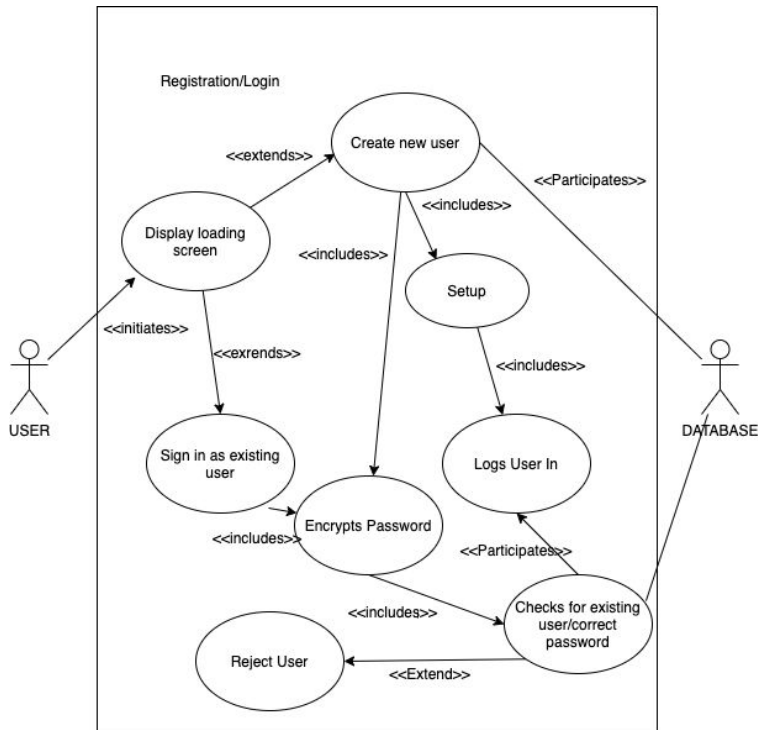 Registration/Login
Create new user
<<extends>>
<<Participates>>
<<includes>>
Display loading
screen
<<includes>>
Setup
<<initiates>>
<<exrends>>
<<includes>>
USER
DATABASE
Sign in as existing
user
Logs User In
Encrypts Password
<<includes>>
<<Participates>>
<<includes>>
Checks for existing
user/correct
password
Reject User
<<Extend>>